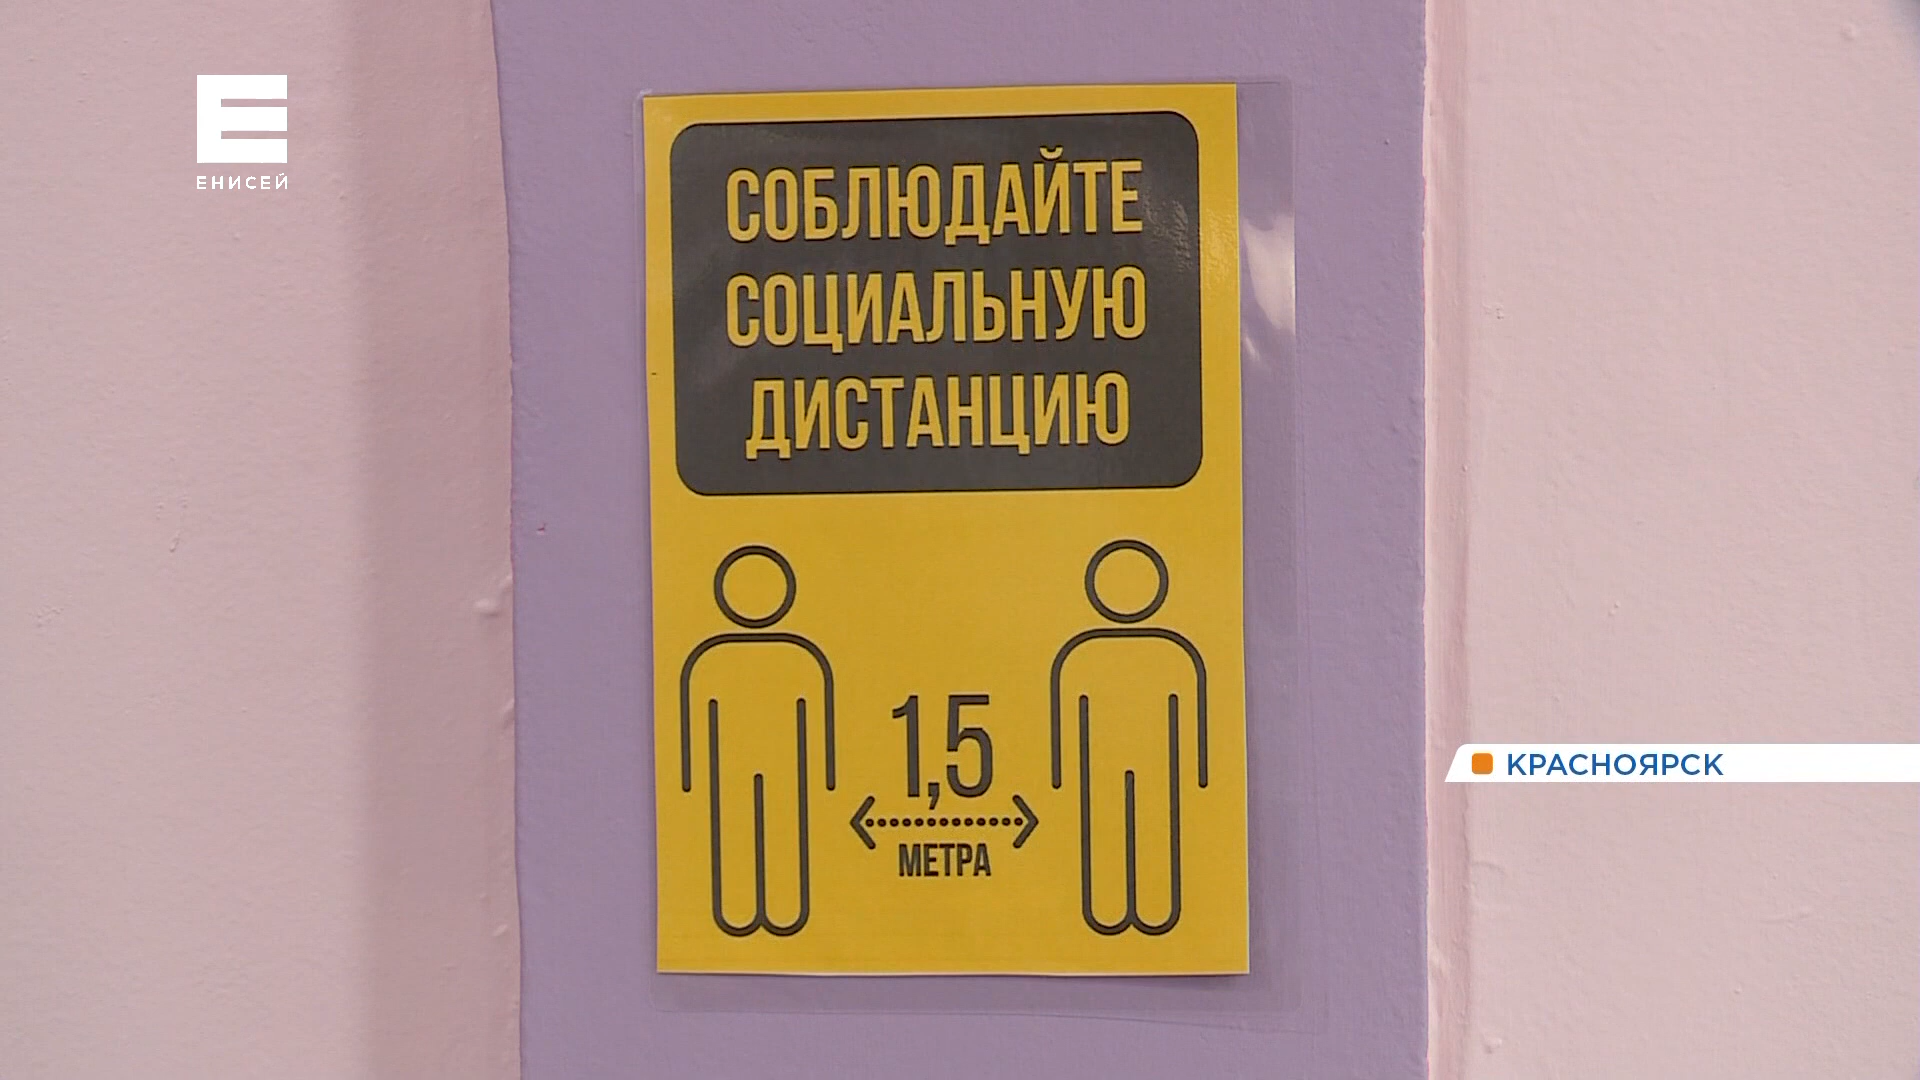 ЕНИСЕЙ
СОБЛЮДАЙТЕ
СОЦИАЛЬНУЮ
ДИСТАНЦИЮ
1,5
МЕТРА
КРАСНОЯРСК